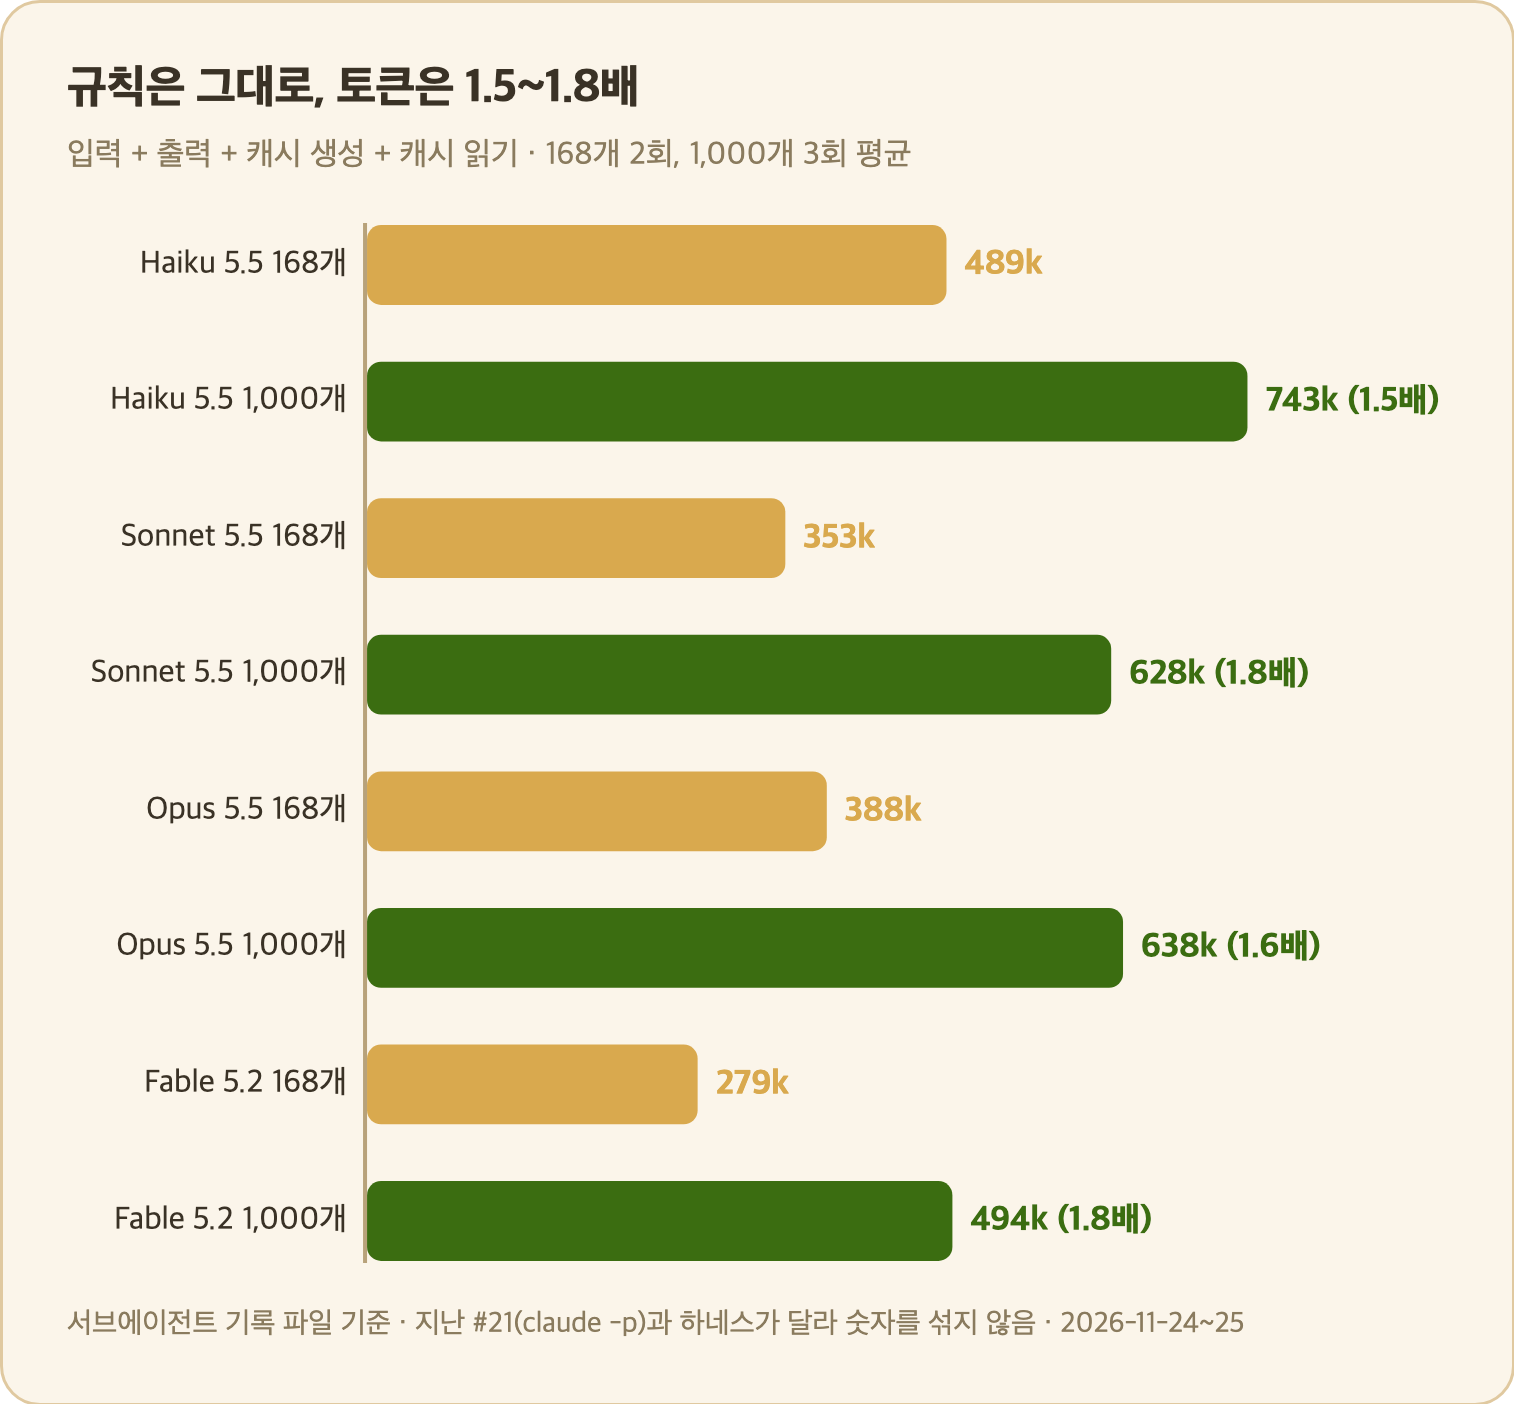 규칙은 그대로, 토큰은 1.5~1.8배
입력 + 출력 + 캐시 생성 + 캐시 읽기 · 168개 2회, 1,000개 3회 평균
Haiku 5.5 168개 489k
Haiku 5.5 1,000개 743k (1.5배)
Sonnet 5.5 168개 353k
Sonnet 5.5 1,000개 628k (1.8배)
Opus 5.5 168개 388k
Opus 5.5 1,000개 638k (1.6배)
Fable 5.2 168개 279k
Fable 5.2 1,000개 494k (1.8배)
서브에이전트 기록 파일 기준 · 지난 #21(claude -p)과 하네스가 달라 숫자를 섞지 않음 · 2026-11-24~25